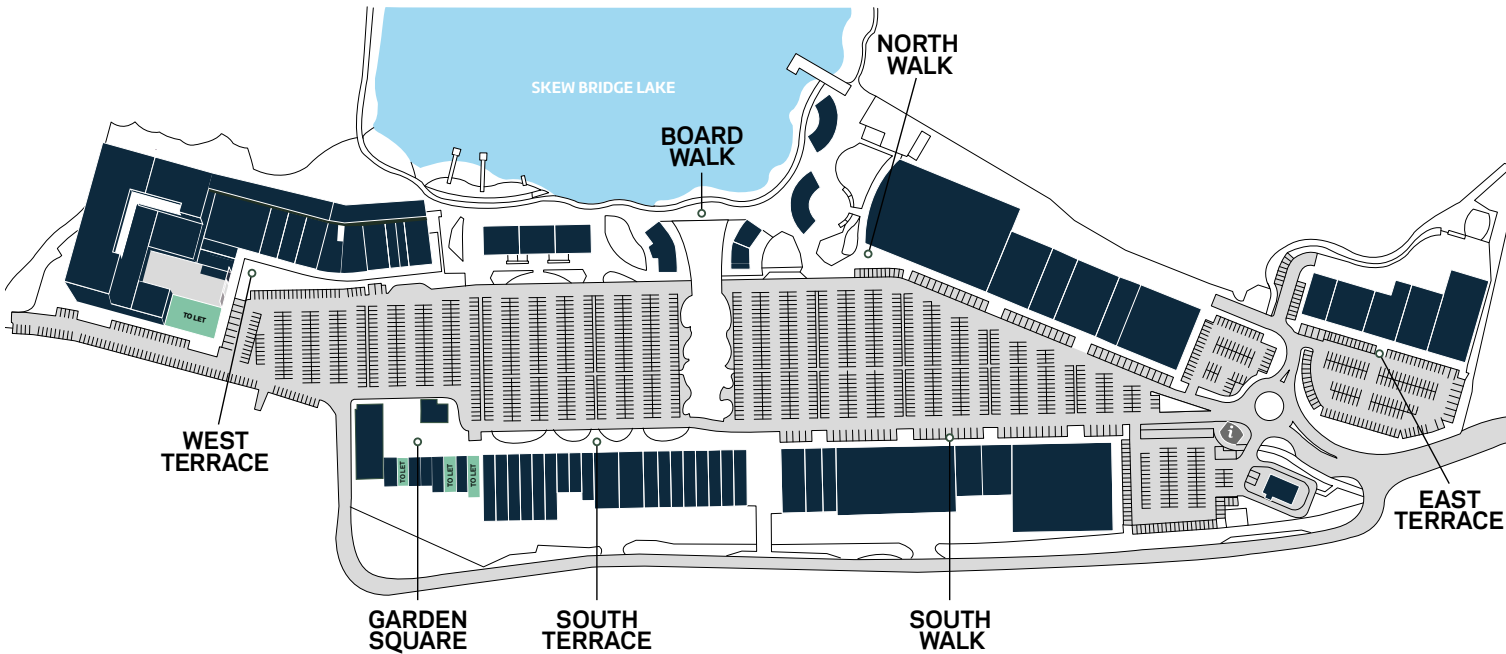 NORTH
WALK
SKEW BRIDGE LAKE
BOARD
WALK
TO LET
WEST
TERRACE
TO LET
TO LET
TO LET
i
EAST
TERRACE
GARDEN
SQUARE
SOUTH
TERRACE
SOUTH
WALK